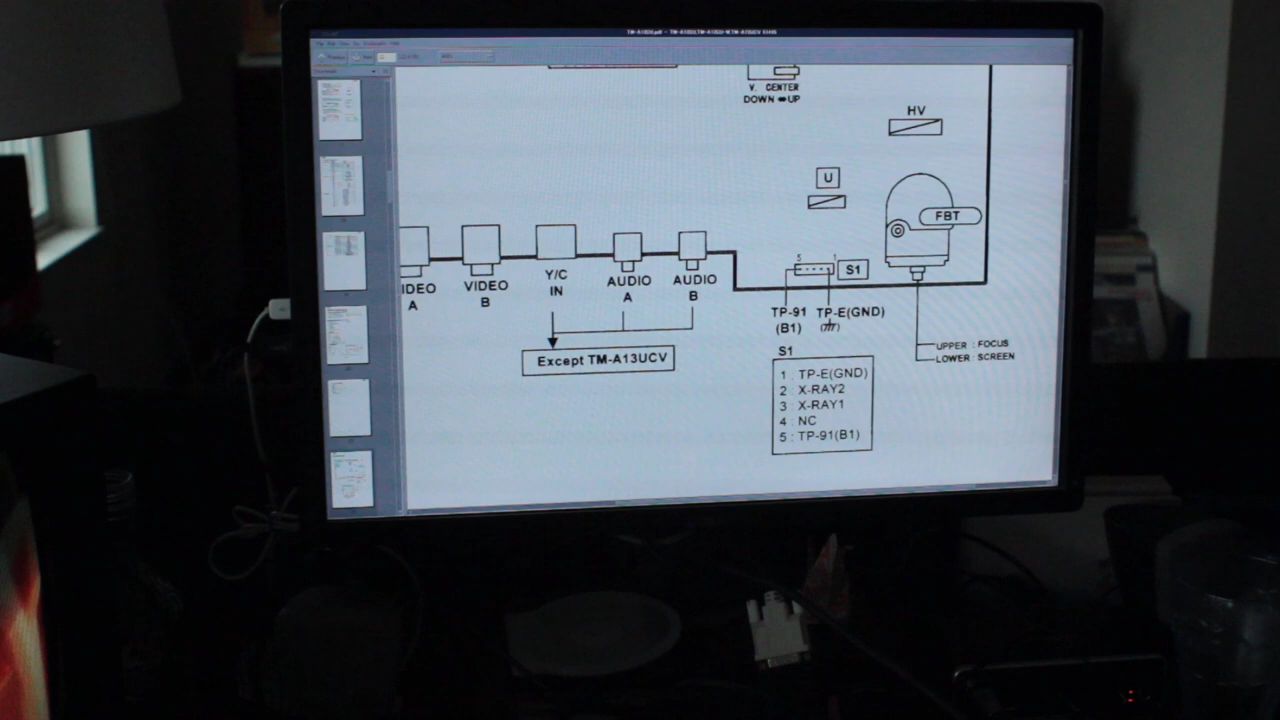 V. CENTER
DOWN ⬌ UP
HV
U
FBT
5 1
S1
IDEO
A
VIDEO
B
Y/C
IN
AUDIO
A
AUDIO
B
TP-91
(B1)
TP-E(GND)
Except TM-A13UCV
UPPER : FOCUS
LOWER : SCREEN
S1
1 : TP-E(GND)
2 : X-RAY2
3 : X-RAY1
4 : NC
5 : TP-91(B1)